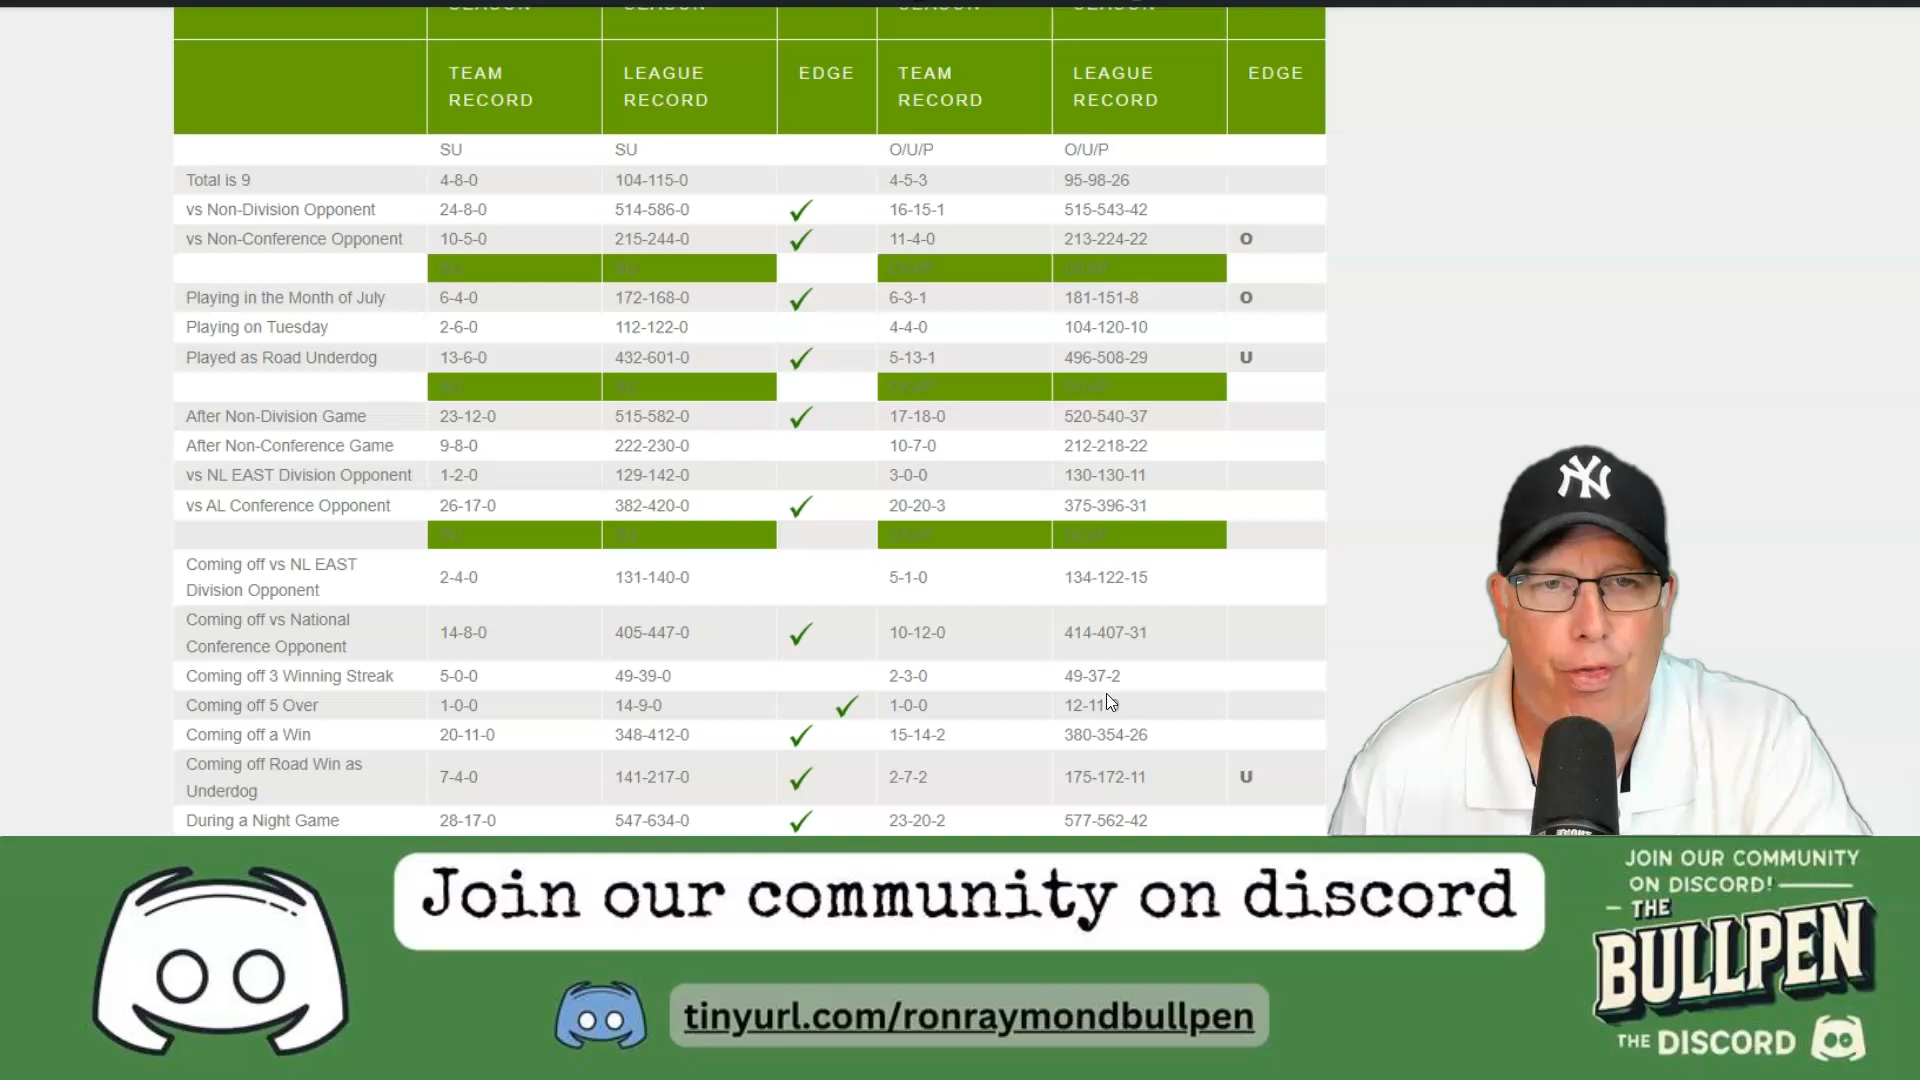 SEASON SEASON SEASON SEASON
TEAM RECORD LEAGUE RECORD EDGE TEAM RECORD LEAGUE RECORD EDGE
SU SU O/U/P O/U/P
Total is 9 4-8-0 104-115-0 4-5-3 95-98-26
vs Non-Division Opponent 24-8-0 514-586-0 16-15-1 515-543-42
vs Non-Conference Opponent 10-5-0 215-244-0 11-4-0 213-224-22 O
SU SU O/U/P O/U/P
Playing in the Month of July 6-4-0 172-168-0 6-3-1 181-151-8 O
Playing on Tuesday 2-6-0 112-122-0 4-4-0 104-120-10
Played as Road Underdog 13-6-0 432-601-0 5-13-1 496-508-29 U
SU SU O/U/P O/U/P
After Non-Division Game 23-12-0 515-582-0 17-18-0 520-540-37
After Non-Conference Game 9-8-0 222-230-0 10-7-0 212-218-22
vs NL EAST Division Opponent 1-2-0 129-142-0 3-0-0 130-130-11
vs AL Conference Opponent 26-17-0 382-420-0 20-20-3 375-396-31
SU SU O/U/P O/U/P
Coming off vs NL EAST Division Opponent 2-4-0 131-140-0 5-1-0 134-122-15
Coming off vs National Conference Opponent 14-8-0 405-447-0 10-12-0 414-407-31
Coming off 3 Winning Streak 5-0-0 49-39-0 2-3-0 49-37-2
Coming off 5 Over 1-0-0 14-9-0 1-0-0
Coming off a Win 20-11-0 348-412-0 15-14-2 380-354-26
Coming off Road Win as Underdog 7-4-0 141-217-0 2-7-2 175-172-11 U
During a Night Game 28-17-0 547-634-0 23-20-2 577-562-42
NY
Join our community on discord
tinyurl.com/ronraymondbullpen
JOIN OUR COMMUNITY
ON DISCORD!
THE
BULLPEN
THE DISCORD